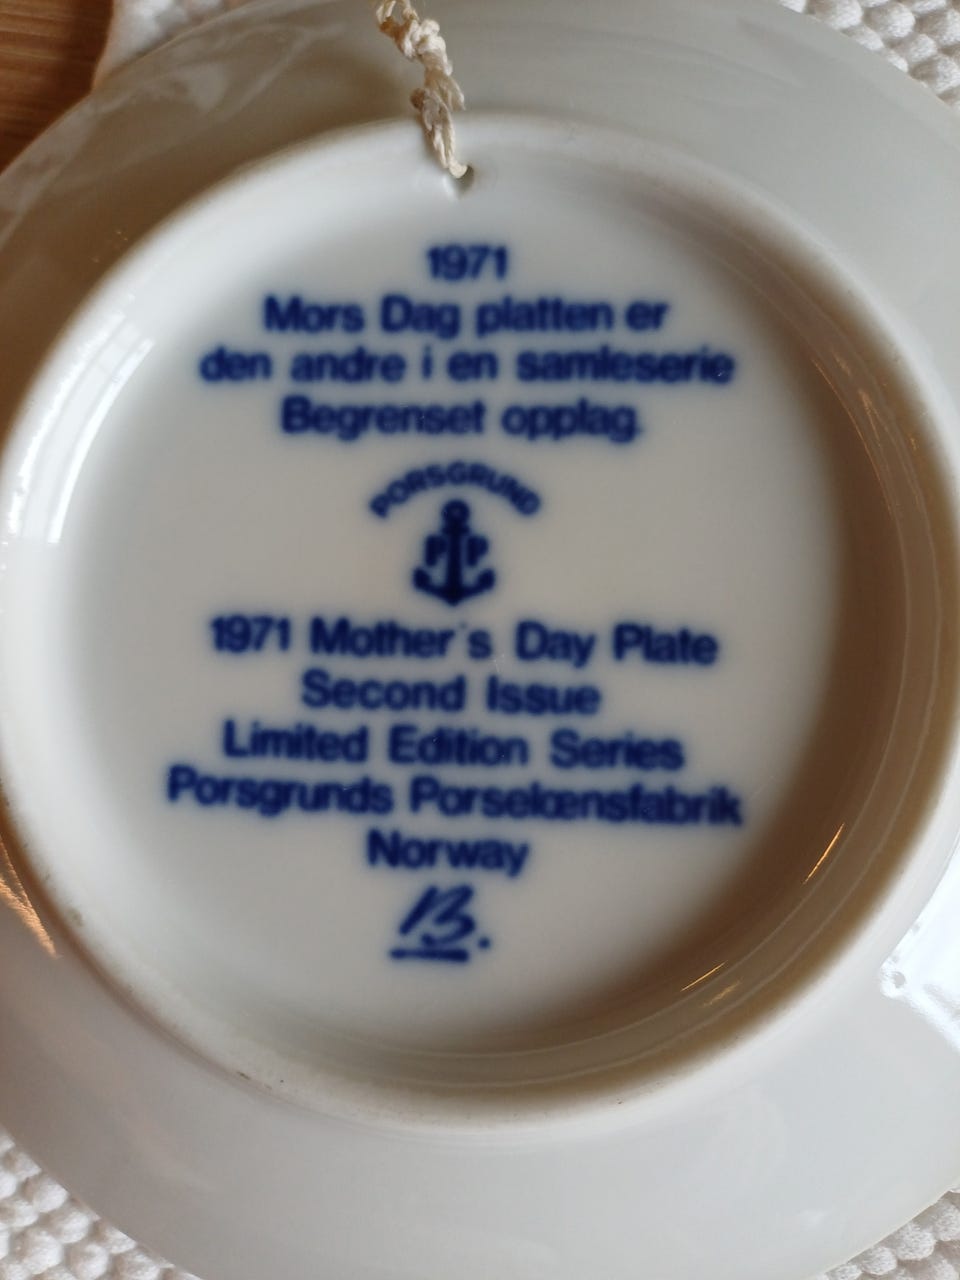 1971
Mors Dag platten er
den andre i en samleserie
Begrenset opplag.
PORSGRUND
P P
1971 Mother's Day Plate
Second Issue
Limited Edition Series
Porsgrunds Porselænsfabrik
Norway
B.